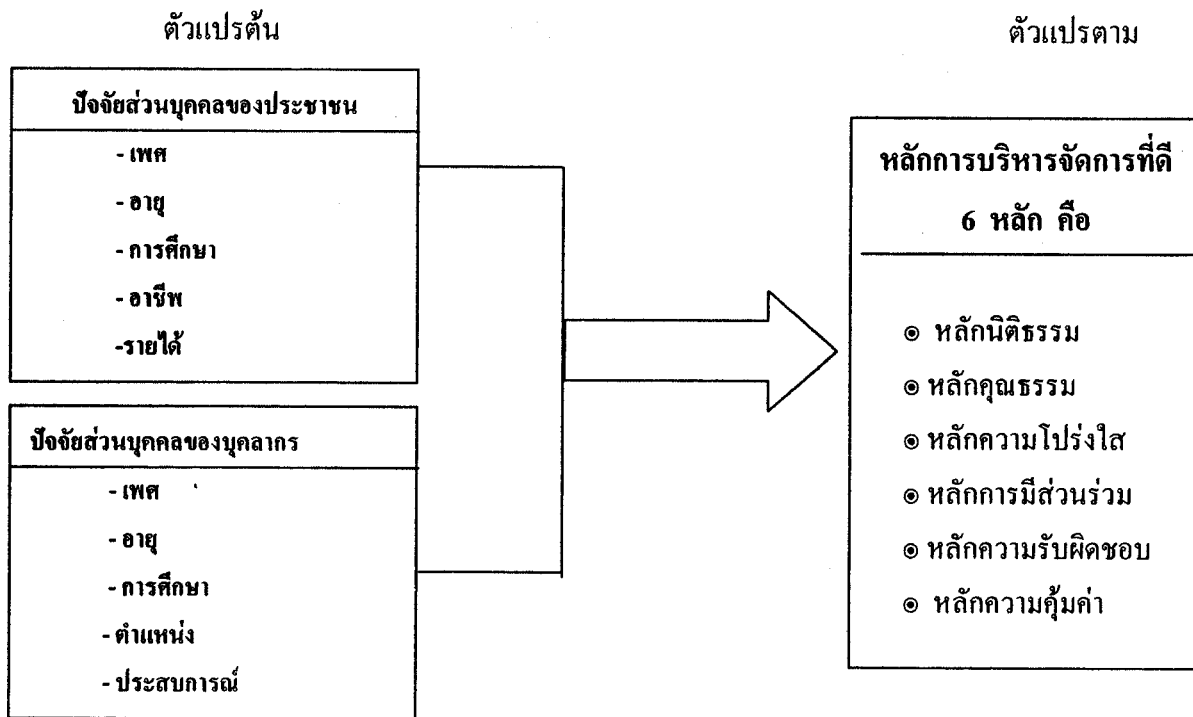 ตัวแปรต้น
ปัจจัยส่วนบุคคลของประชาชน
- เพศ
- อายุ
- การศึกษา
- อาชีพ
-รายได้
ปัจจัยส่วนบุคคลของบุคลากร
- เพศ
- อายุ
- การศึกษา
- ตำแหน่ง
- ประสบการณ์
ตัวแปรตาม
หลักการบริหารจัดการที่ดี
6 หลัก คือ
๏ หลักนิติธรรม
๏ หลักคุณธรรม
๏ หลักความโปร่งใส
๏ หลักการมีส่วนร่วม
๏ หลักความรับผิดชอบ
๏ หลักความคุ้มค่า